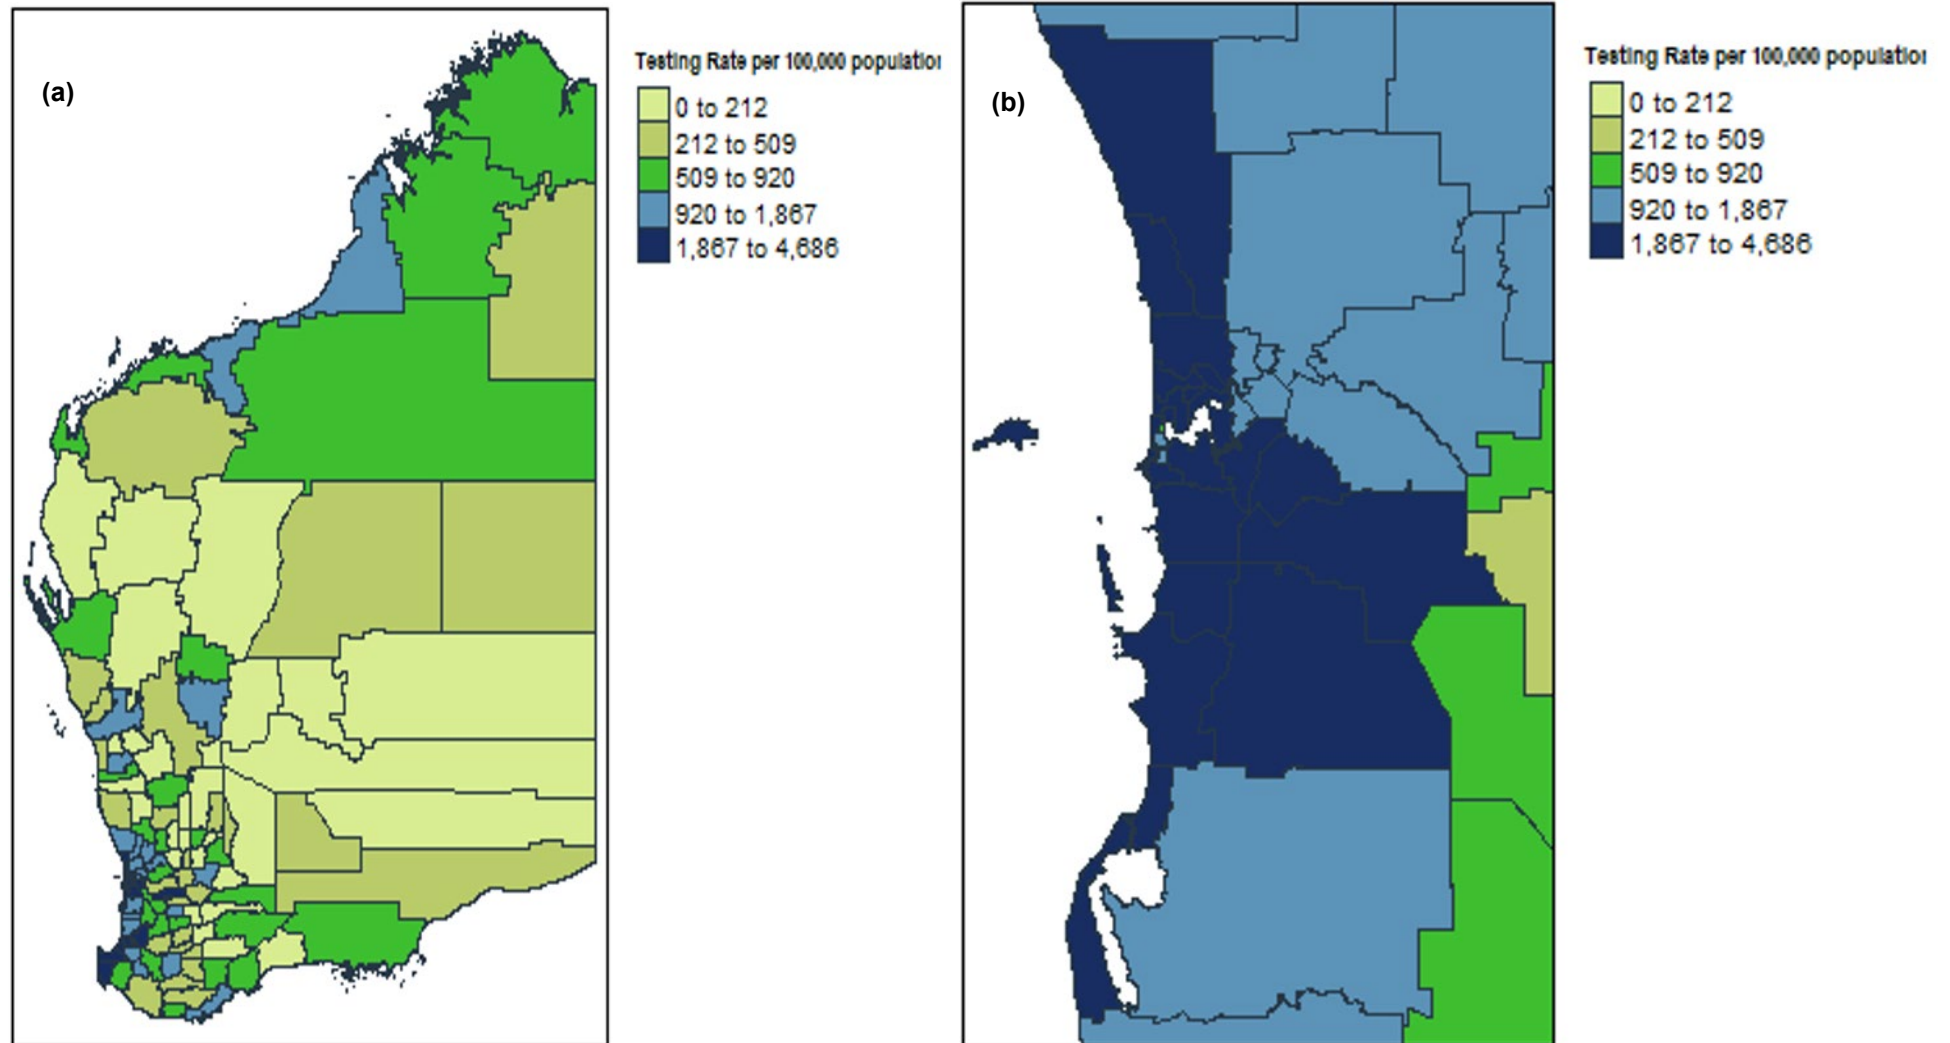 (a)
Testing Rate per 100,000 population
0 to 212
212 to 509
509 to 920
920 to 1,867
1,867 to 4,686
(b)
Testing Rate per 100,000 population
0 to 212
212 to 509
509 to 920
920 to 1,867
1,867 to 4,686